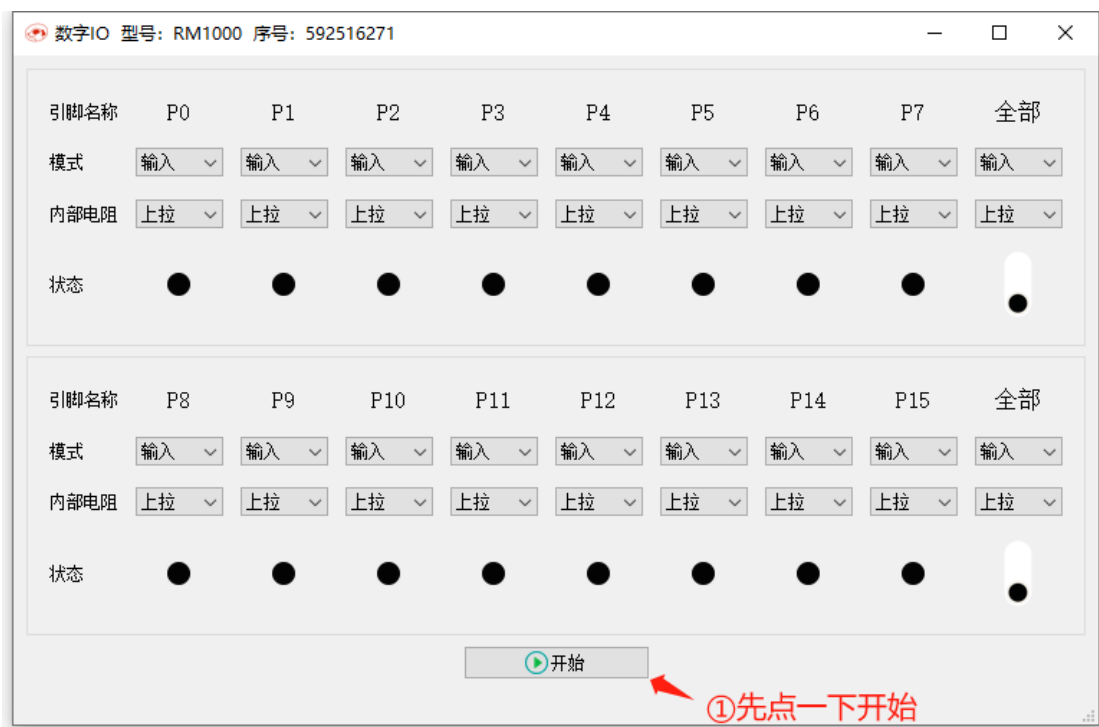 数字IO 型号：RM1000 序号：592516271
引脚名称 P0 P1 P2 P3 P4 P5 P6 P7 全部
模式 输入 输入 输入 输入 输入 输入 输入 输入 输入
内部电阻 上拉 上拉 上拉 上拉 上拉 上拉 上拉 上拉 上拉
状态
引脚名称 P8 P9 P10 P11 P12 P13 P14 P15 全部
模式 输入 输入 输入 输入 输入 输入 输入 输入 输入
内部电阻 上拉 上拉 上拉 上拉 上拉 上拉 上拉 上拉 上拉
状态
开始
①先点一下开始